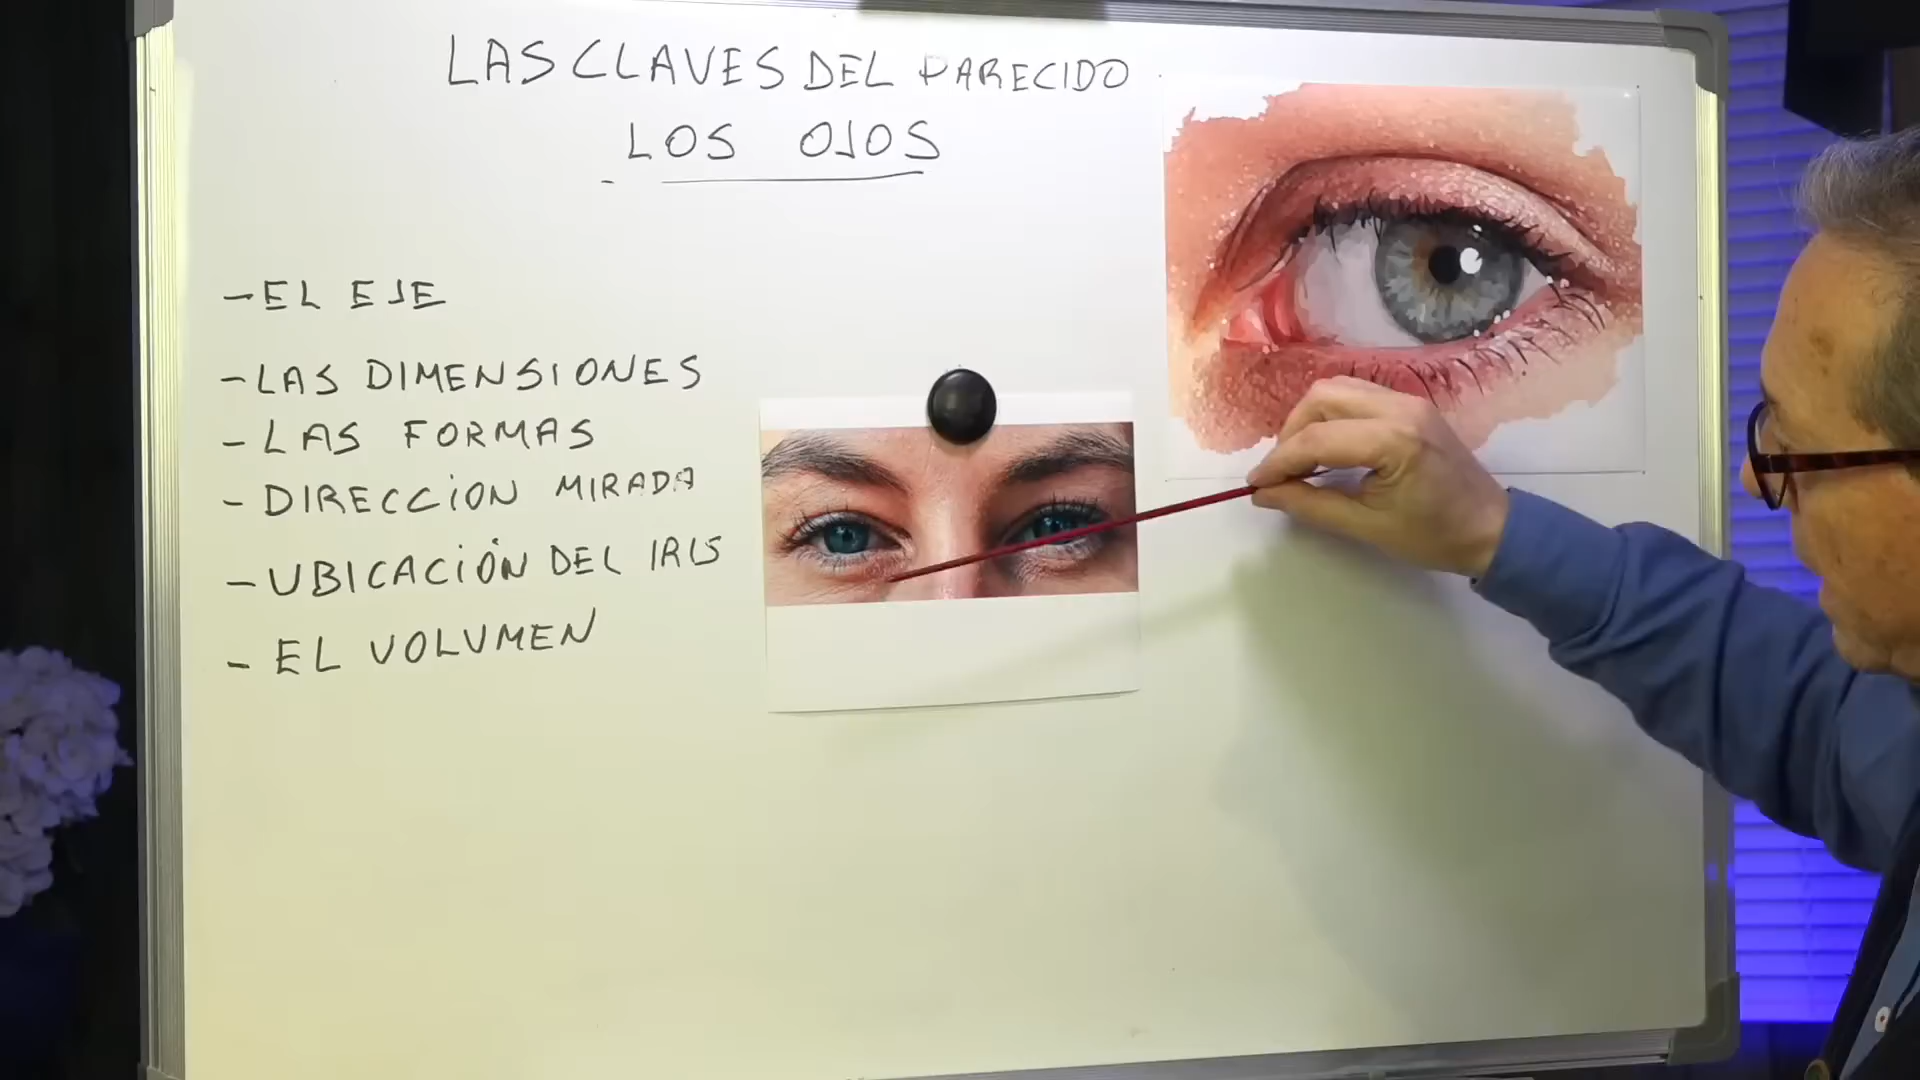 LAS CLAVES DEL PARECIDO
LOS OJOS
- EL EJE
- LAS DIMENSIONES
- LAS FORMAS
- DIRECCION MIRADA
- UBICACIÓN DEL IRIS
- EL VOLUMEN